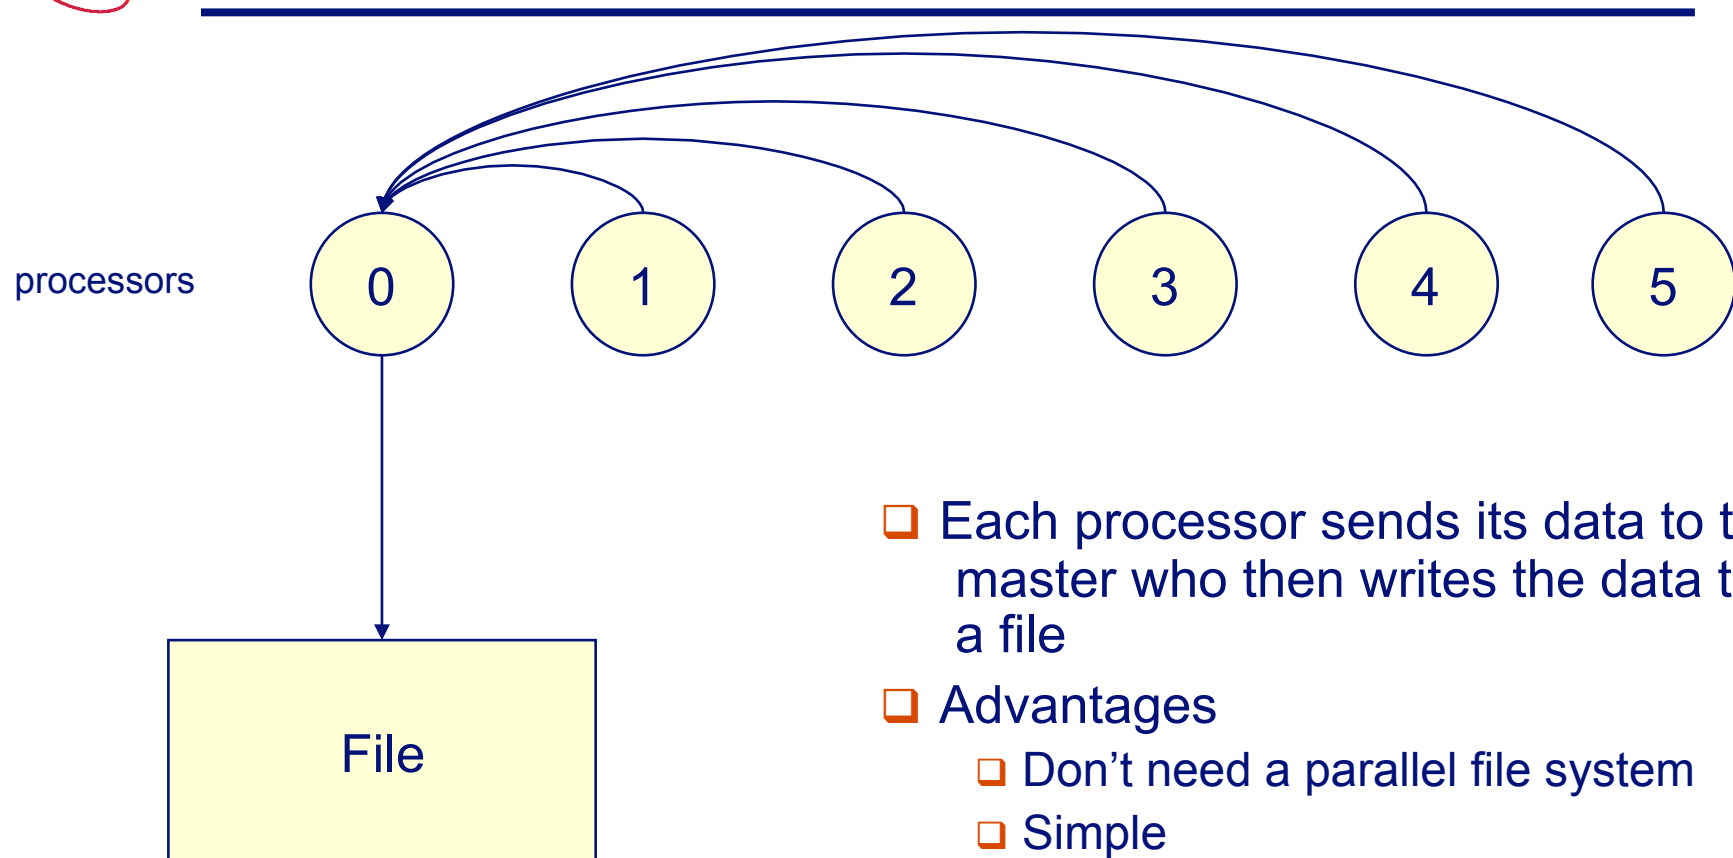 processors
0
1
2
3
4
5
Each processor sends its data to
master who then writes the data
a file
Advantages
Don’t need a parallel file system
Simple
File